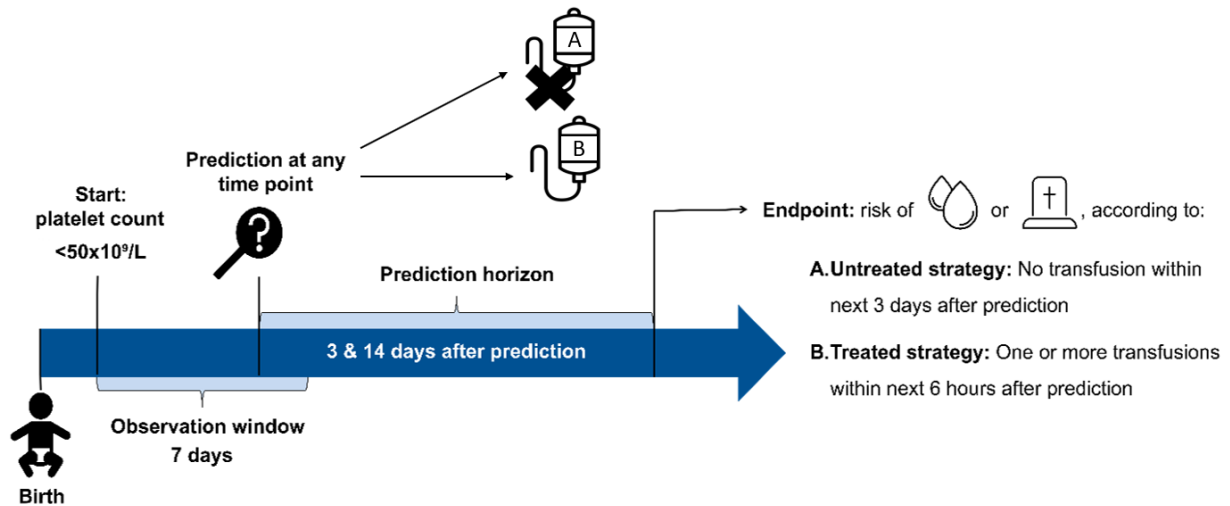 A
B
Prediction at any
time point
Start:
platelet count
<50x10⁹/L
?
Prediction horizon
3 & 14 days after prediction
Observation window
7 days
Birth
Endpoint: risk of or , according to:
A.Untreated strategy: No transfusion within
next 3 days after prediction
B.Treated strategy: One or more transfusions
within next 6 hours after prediction